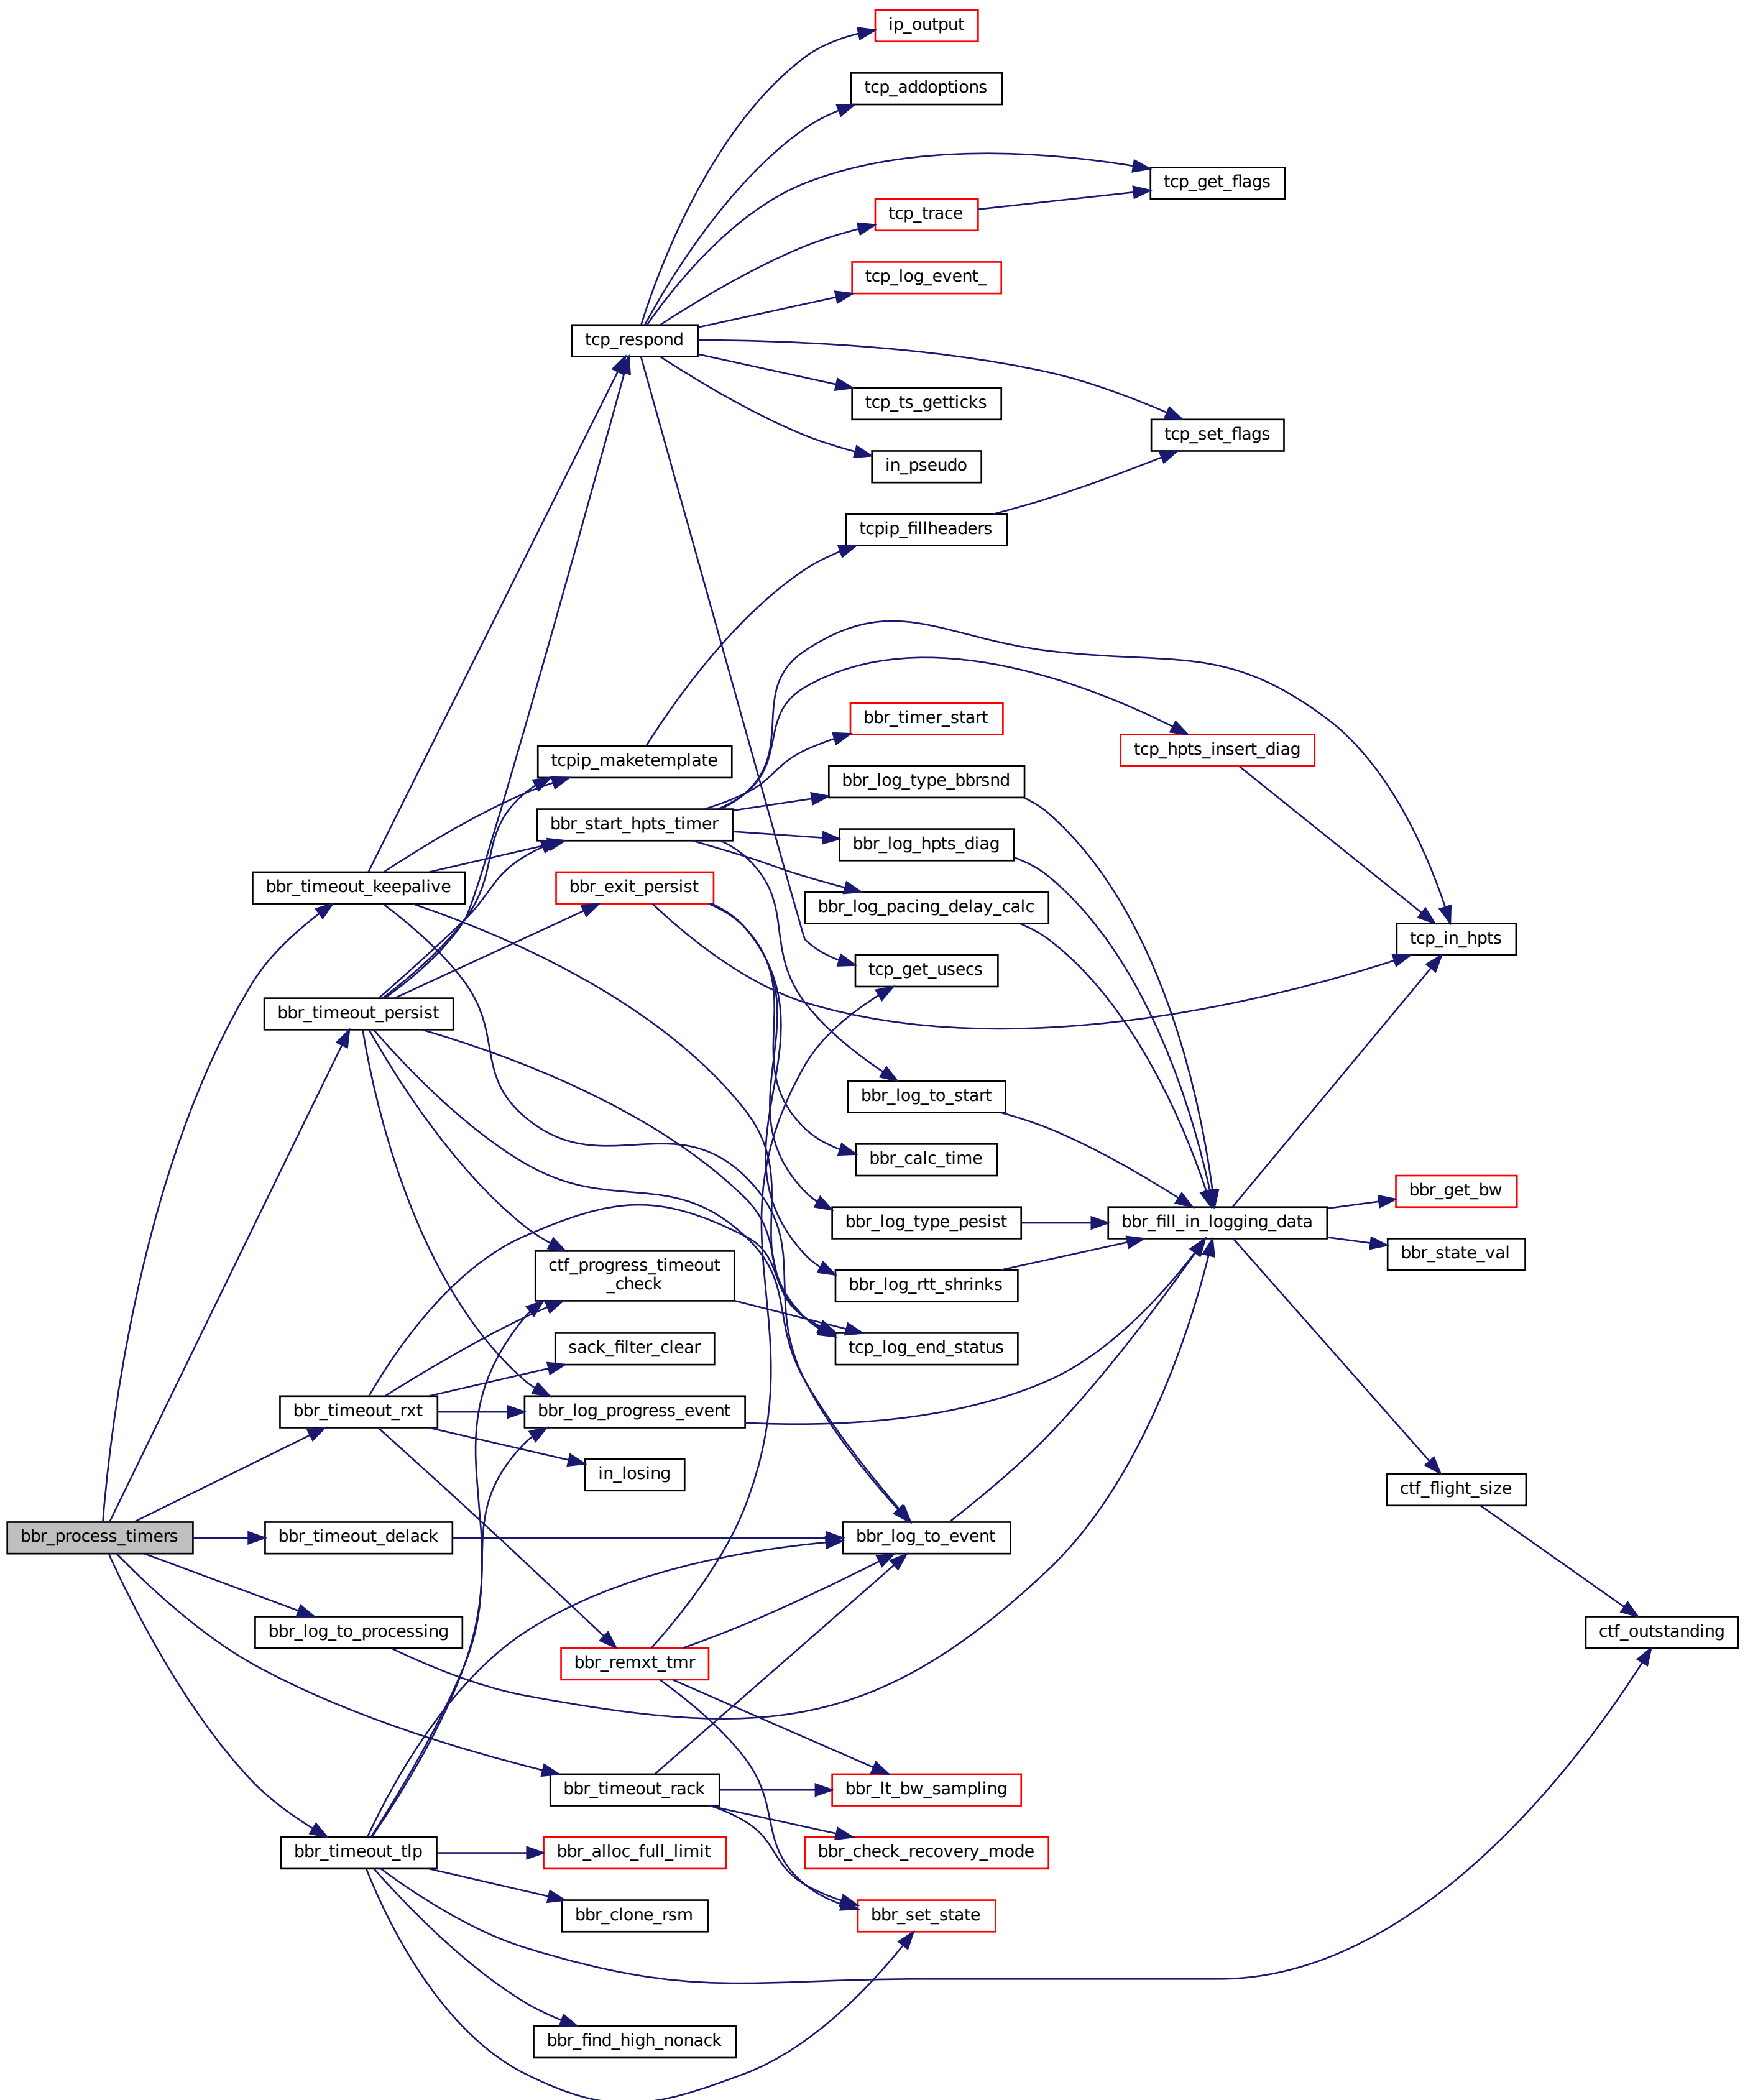 ip_output
tcp_addoptions
tcp_get_flags
tcp_trace
tcp_log_event_
tcp_respond
tcp_ts_getticks
tcp_set_flags
in_pseudo
tcpip_fillheaders
bbr_timer_start
tcp_hpts_insert_diag
tcpip_maketemplate
bbr_log_type_bbrsnd
bbr_start_hpts_timer
bbr_log_hpts_diag
bbr_timeout_keepalive
bbr_exit_persist
bbr_log_pacing_delay_calc
tcp_in_hpts
tcp_get_usecs
bbr_timeout_persist
bbr_log_to_start
bbr_calc_time
bbr_get_bw
bbr_log_type_pesist
bbr_fill_in_logging_data
bbr_state_val
ctf_progress_timeout
_check
bbr_log_rtt_shrinks
sack_filter_clear
tcp_log_end_status
bbr_timeout_rxt
bbr_log_progress_event
in_losing
ctf_flight_size
bbr_process_timers
bbr_timeout_delack
bbr_log_to_event
bbr_log_to_processing
ctf_outstanding
bbr_remxt_tmr
bbr_timeout_rack
bbr_lt_bw_sampling
bbr_timeout_tlp
bbr_alloc_full_limit
bbr_check_recovery_mode
bbr_clone_rsm
bbr_set_state
bbr_find_high_nonack